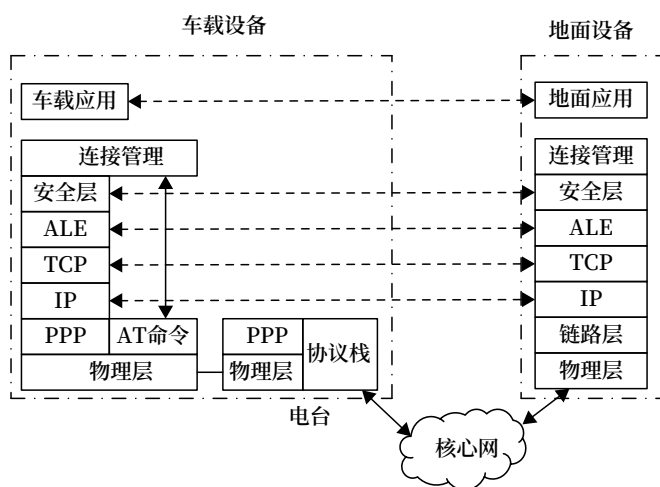 车载设备
地面设备
车载应用
地面应用
连接管理
连接管理
安全层
安全层
ALE
ALE
TCP
TCP
IP
IP
PPP
AT命令
PPP
协议栈
链路层
物理层
物理层
物理层
电台
核心网